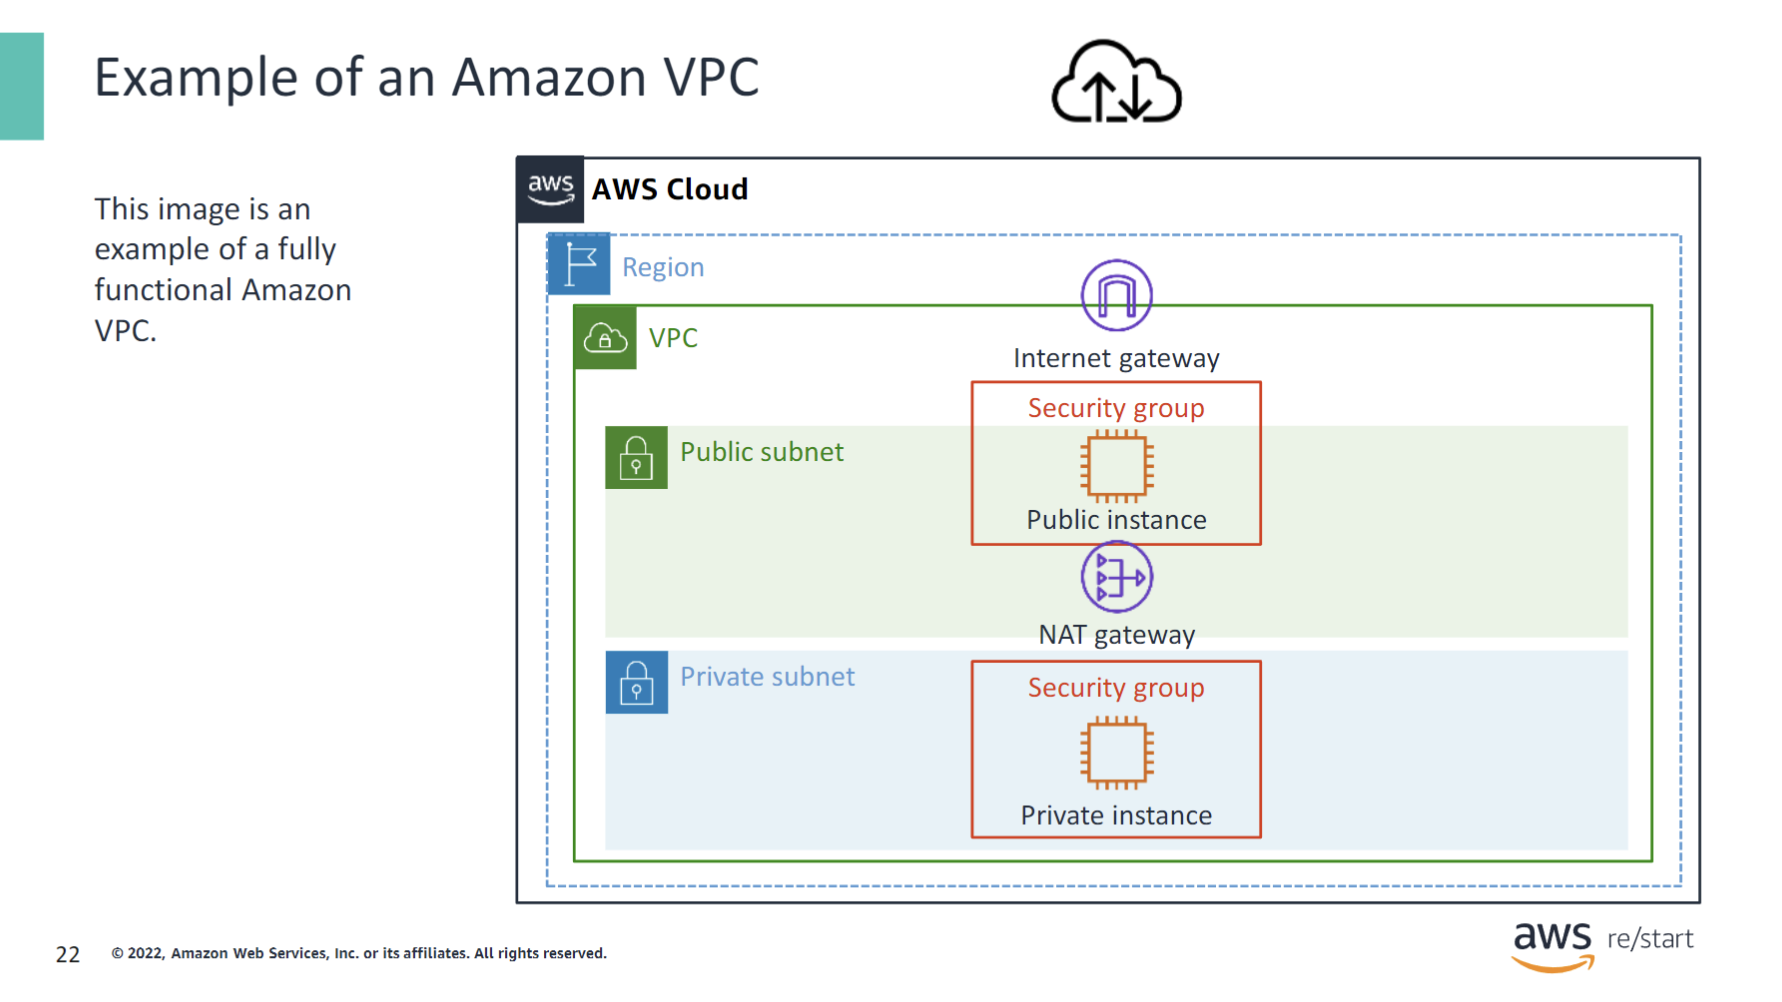 Example of an Amazon VPC
This image is an
example of a fully
functional Amazon
VPC.
aws
AWS Cloud
Region
VPC
Internet gateway
Security group
Public subnet
Public instance
NAT gateway
Private subnet
Security group
Private instance
22
© 2022, Amazon Web Services, Inc. or its affiliates. All rights reserved.
aws re/start